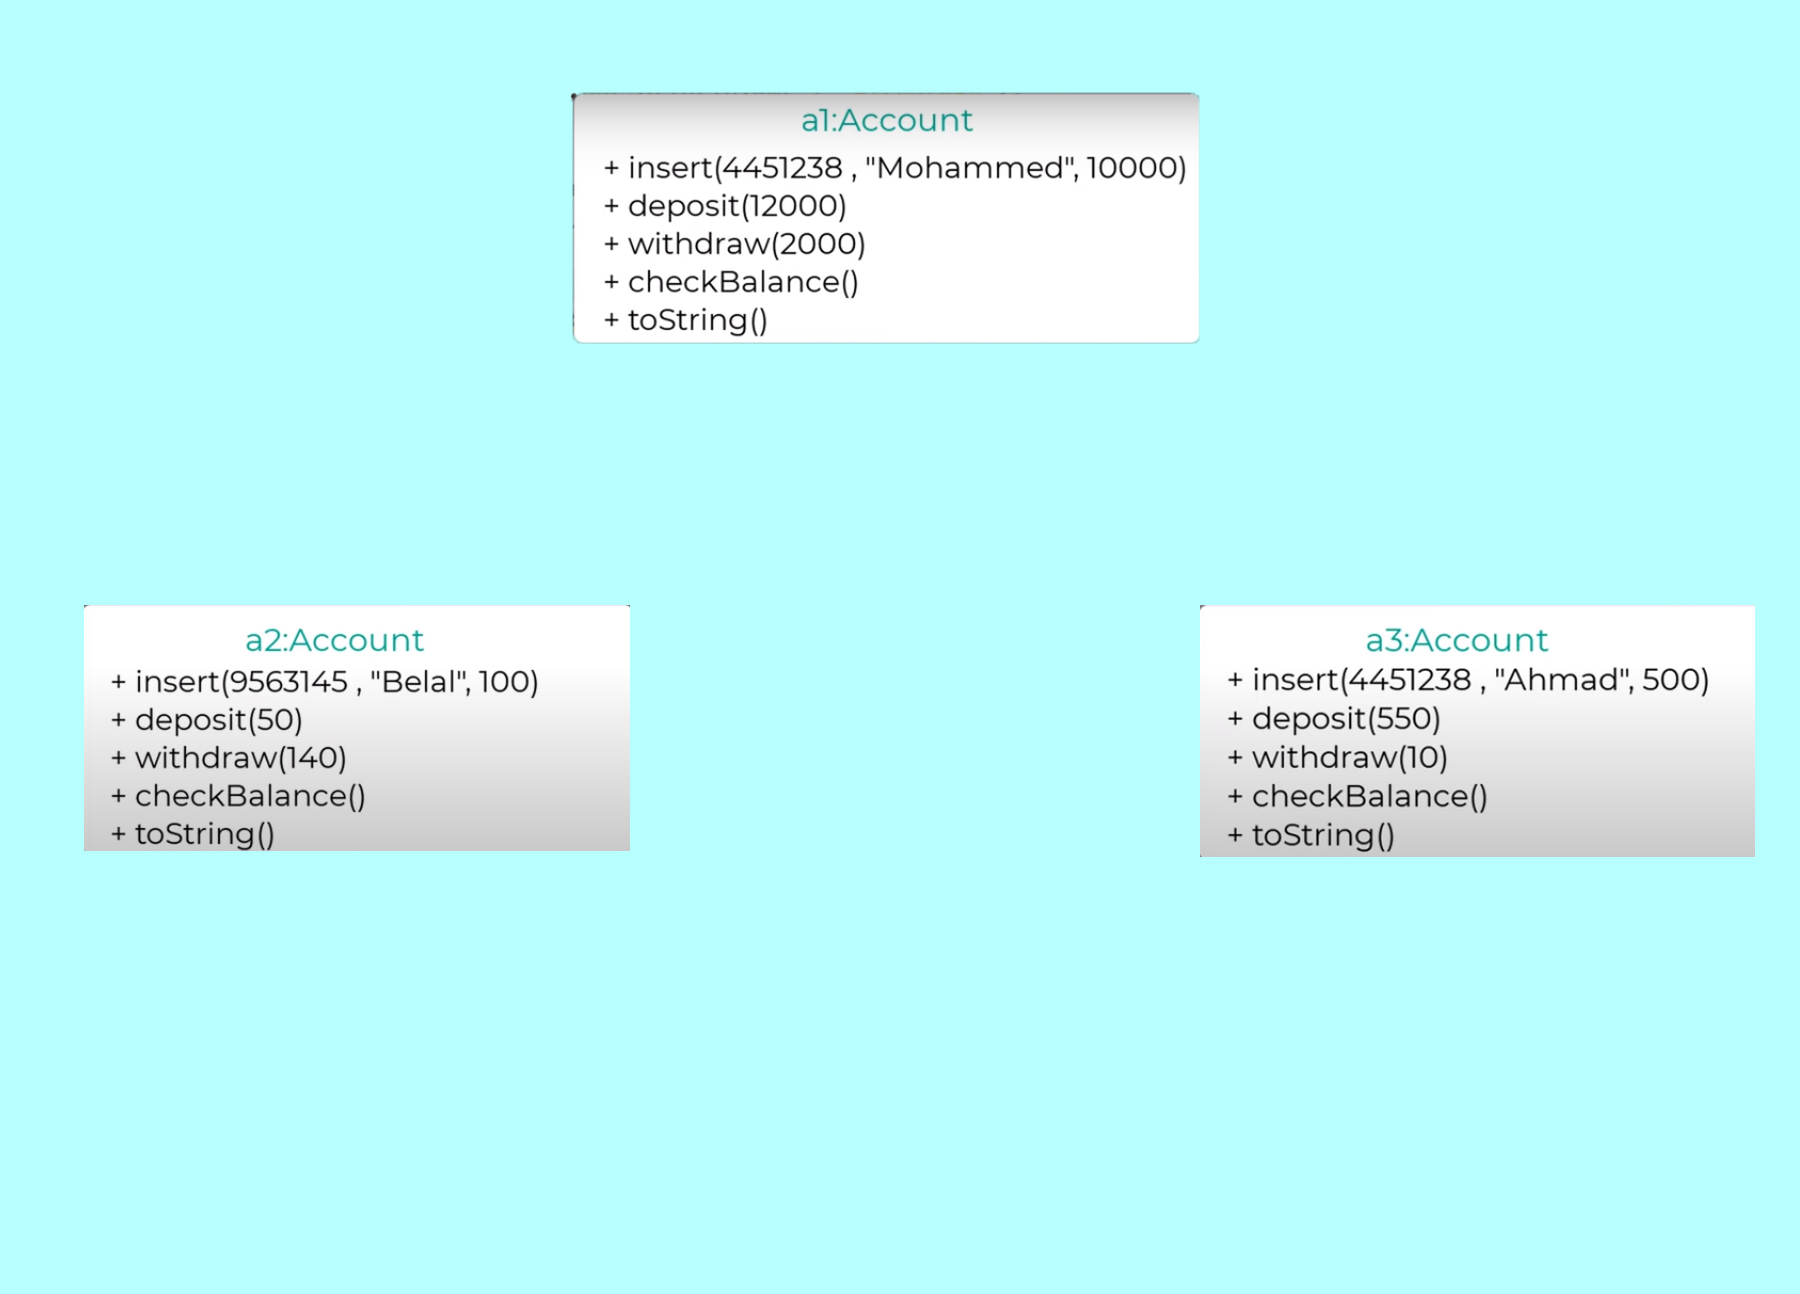 a1:Account
+ insert(4451238 , "Mohammed", 10000)
+ deposit(12000)
+ withdraw(2000)
+ checkBalance()
+ toString()
a2:Account
+ insert(9563145 , "Belal", 100)
+ deposit(50)
+ withdraw(140)
+ checkBalance()
+ toString()
a3:Account
+ insert(4451238 , "Ahmad", 500)
+ deposit(550)
+ withdraw(10)
+ checkBalance()
+ toString()